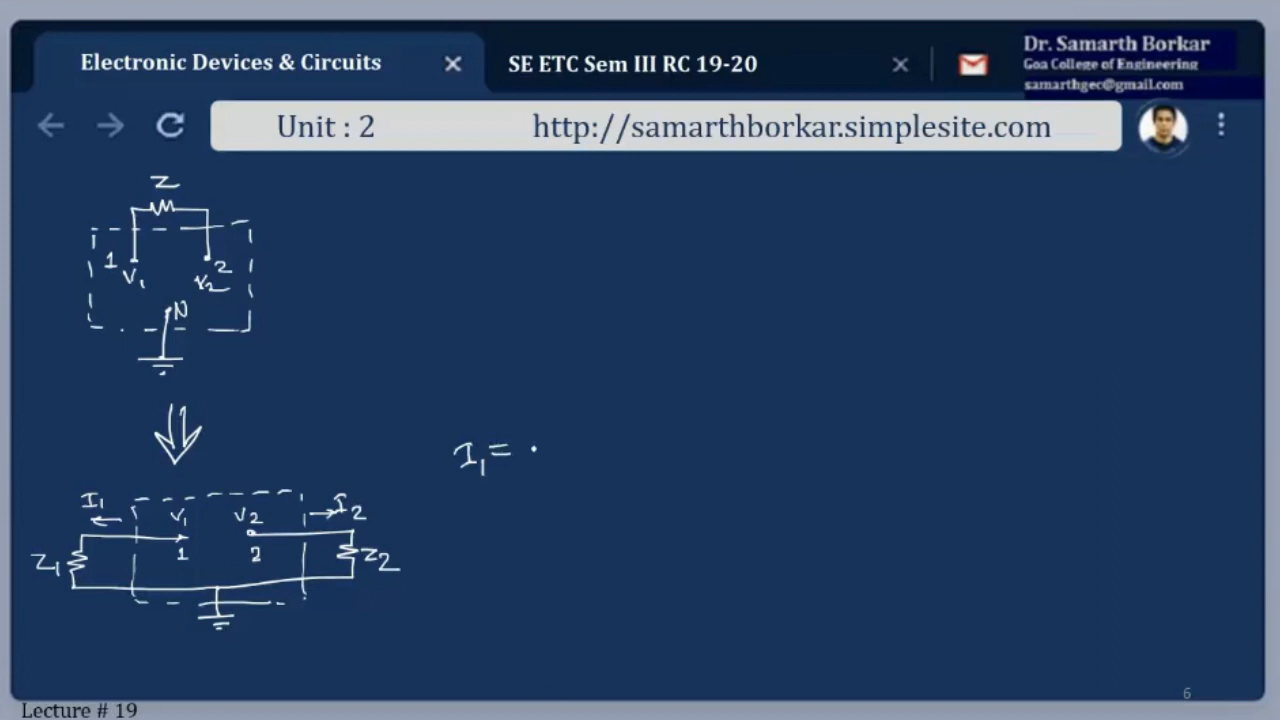 Electronic Devices & Circuits
SE ETC Sem III RC 19-20
Dr. Samarth Borkar
Goa College of Engineering
samarthgec@gmail.com
Unit : 2
http://samarthborkar.simplesite.com
Z
1
V1
2
V2
N
I1 =
I1
V1
V2
I2
Z1
1
2
Z2
6
Lecture # 19